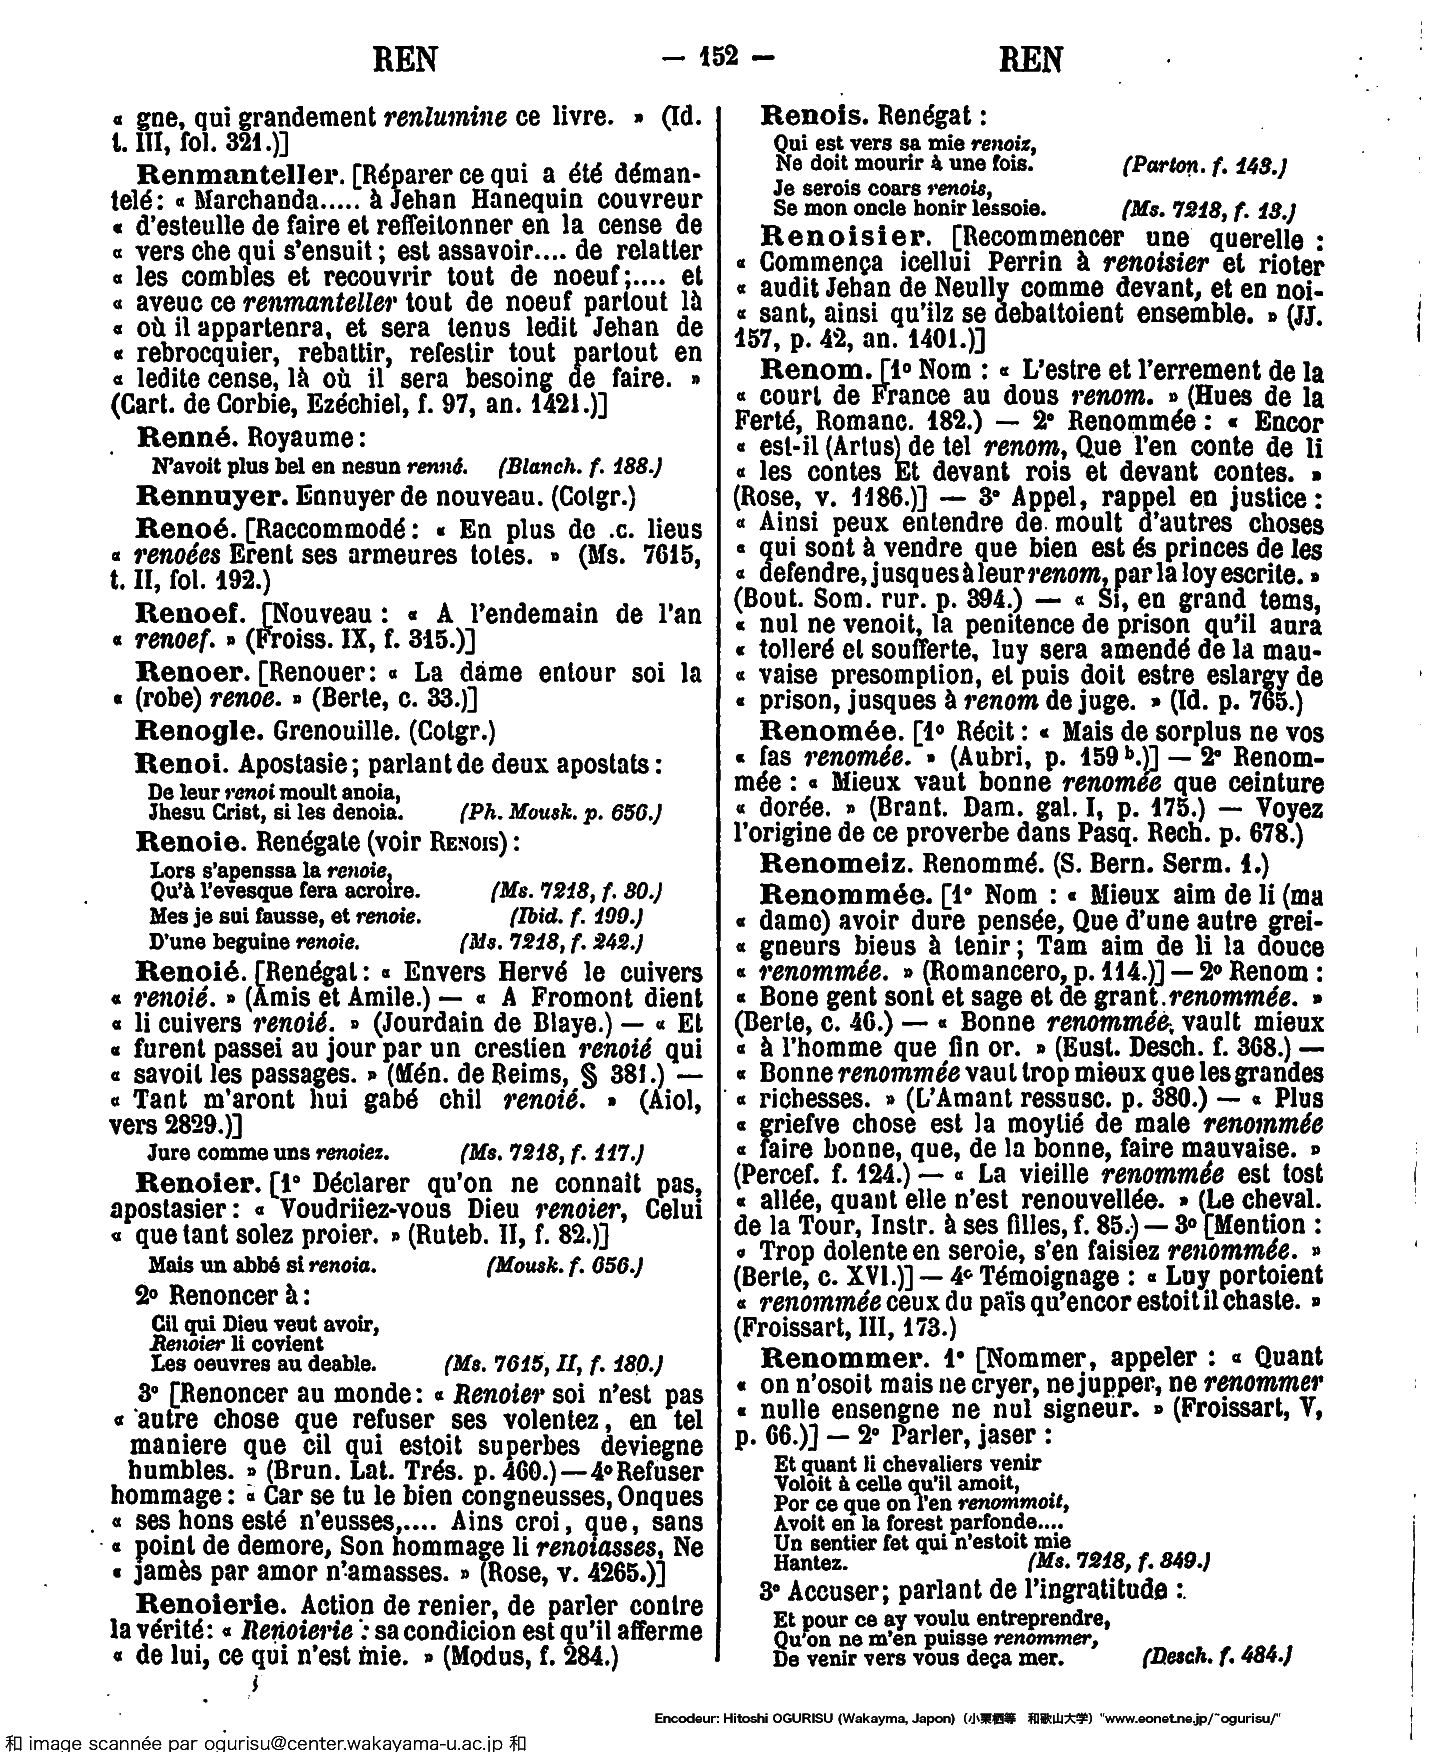 REN — 152 — REN
« gne, qui grandement renlumine ce livre. » (Id.
t. III, fol. 321.)]
Renmanteller. [Réparer ce qui a été déman-
telé : « Marchanda..... à Jehan Hanequin couvreur
« d'esteulle de faire et reffeitonner en la cense de
« vers che qui s'ensuit ; est assavoir.... de relatter
« les combles et recouvrir tout de noeuf ;.... et
« aveuc ce renmanteller tout de noeuf partout là
« où il appartenra, et sera tenus ledit Jehan de
« rebrocquier, rebattir, refestir tout partout en
« ledite cense, là où il sera besoing de faire. »
(Cart. de Corbie, Ezéchiel, f. 97, an. 1421.)]
Renné. Royaume :
N'avoit plus bel en nesun renné. (Blanch. f. 188.)
Rennuyer. Ennuyer de nouveau. (Cotgr.)
Renoé. [Raccommodé : « En plus de .c. lieus
« renoées Erent ses armeures totes. » (Ms. 7615,
t. II, fol. 192.)
Renoef. [Nouveau : « A l'endemain de l'an
« renoef. » (Froiss. IX, f. 315.)]
Renoer. [Renouer : « La dame entour soi la
« (robe) renoe. » (Berte, c. 33.)]
Renogle. Grenouille. (Cotgr.)
Renoi. Apostasie ; parlant de deux apostats :
De leur renoi moult anoia,
Jhesu Crist, si les denoia. (Ph. Mousk. p. 656.)
Renoie. Renégate (voir RENOIS) :
Lors s'apenssa la renoie,
Qu'à l'evesque fera acroire. (Ms. 7218, f. 80.)
Mes je sui fausse, et renoie. (Ibid. f. 199.)
D'une beguine renoie. (Ms. 7218, f. 242.)
Renoié. [Renégat : « Envers Hervé le cuivers
« renoié. » (Amis et Amile.) — « A Fromont dient
« li cuivers renoié. » (Jourdain de Blaye.) — « Et
« furent passei au jour par un crestien renoié qui
« savoit les passages. » (Mén. de Reims, § 381.) —
« Tant m'aront hui gabé chil renoié. » (Aiol,
vers 2829.)]
Jure comme uns renoiez. (Ms. 7218, f. 117.)
Renoier. [1° Déclarer qu'on ne connaît pas,
apostasier : « Voudriiez-vous Dieu renoier, Celui
« que tant solez proier. » (Ruteb. II, f. 82.)]
Mais un abbé si renoia. (Mousk. f. 656.)
2° Renoncer à :
Cil qui Dieu veut avoir,
Renoier li covient
Les oeuvres au deable. (Ms. 7615, II, f. 180.)
3° [Renoncer au monde : « Renoier soi n'est pas
« autre chose que refuser ses volentez, en tel
maniere que cil qui estoit superbes deviegne
humbles. » (Brun. Lat. Trés. p. 460.) — 4° Refuser
hommage : « Car se tu le bien congneusses, Onques
« ses hons esté n'eusses,.... Ains croi, que, sans
« point de demore, Son hommage li renoiasses, Ne
« jamès par amor n'amasses. » (Rose, v. 4265.)]
Renoierie. Action de renier, de parler contre
la vérité : « Renoierie : sa condicion est qu'il afferme
« de lui, ce qui n'est mie. » (Modus, f. 284.)
Renois. Renégat :
Qui est vers sa mie renoiz,
Ne doit mourir à une fois. (Parton. f. 143.)
Je serois coars renois,
Se mon oncle honir lessoie. (Ms. 7218, f. 13.)
Renoisier. [Recommencer une querelle :
« Commença icellui Perrin à renoisier et rioter
« audit Jehan de Neully comme devant, et en noi-
« sant, ainsi qu'ilz se debattoient ensemble. » (JJ.
157, p. 42, an. 1401.)]
Renom. [1° Nom : « L'estre et l'errement de la
« court de France au dous renom. » (Hues de la
Ferté, Romanc. 182.) — 2° Renommée : « Encor
« est-il (Artus) de tel renom, Que l'en conte de li
« les contes Et devant rois et devant contes. »
(Rose, v. 1186.)] — 3° Appel, rappel en justice :
« Ainsi peux entendre de moult d'autres choses
« qui sont à vendre que bien est és princes de les
« defendre, jusques à leur renom, par la loy escrite. »
(Bout. Som. rur. p. 394.) — « Si, en grand tems,
« nul ne venoit, la penitence de prison qu'il aura
« tolleré et soufferte, luy sera amendé de la mau-
« vaise presomption, et puis doit estre eslargy de
« prison, jusques à renom de juge. » (Id. p. 765.)
Renomée. [1° Récit : « Mais de sorplus ne vos
« fas renomée. » (Aubri, p. 159 b.)] — 2° Renom-
mée : « Mieux vaut bonne renomée que ceinture
« dorée. » (Brant. Dam. gal. I, p. 175.) — Voyez
l'origine de ce proverbe dans Pasq. Rech. p. 678.)
Renomeiz. Renommé. (S. Bern. Serm. 1.)
Renommée. [1° Nom : « Mieux aim de li (ma
« dame) avoir dure pensée, Que d'une autre grei-
« gneurs bieus à tenir ; Tam aim de li la douce
« renommée. » (Romancero, p. 114.)] — 2° Renom :
« Bone gent sont et sage et de grant renommée. »
(Berte, c. 46.) — « Bonne renommée, vault mieux
« à l'homme que fin or. » (Eust. Desch. f. 368.) —
« Bonne renommée vaut trop mieux que les grandes
« richesses. » (L'Amant ressusc. p. 380.) — « Plus
« griefve chose est la moytié de male renommée
« faire bonne, que, de la bonne, faire mauvaise. »
(Percef. f. 124.) — « La vieille renommée est tost
« allée, quant elle n'est renouvellée. » (Le cheval.
de la Tour, Instr. à ses filles, f. 85.) — 3° [Mention :
« Trop dolente en seroie, s'en faisiez renommée. »
(Berte, c. XVI.)] — 4° Témoignage : « Luy portoient
« renommée ceux du païs qu'encor estoit il chaste. »
(Froissart, III, 173.)
Renommer. 1° [Nommer, appeler : « Quant
« on n'osoit mais ne cryer, ne jupper, ne renommer
« nulle ensengne ne nul signeur. » (Froissart, V,
p. 66.)] — 2° Parler, jaser :
Et quant li chevaliers venir
Voloit à celle qu'il amoit,
Por ce que on l'en renommoit,
Avoit en la forest parfonde....
Un sentier fet qui n'estoit mie
Hantez. (Ms. 7218, f. 849.)
3° Accuser ; parlant de l'ingratitude :
Et pour ce ay voulu entreprendre,
Qu'on ne m'en puisse renommer,
De venir vers vous deça mer. (Desch. f. 484.)
Encodeur: Hitoshi OGURISU (Wakayma, Japon) (小栗栖等 和歌山大学) "www.eonet.ne.jp/~ogurisu/"
和 image scannée par ogurisu@center.wakayama-u.ac.jp 和